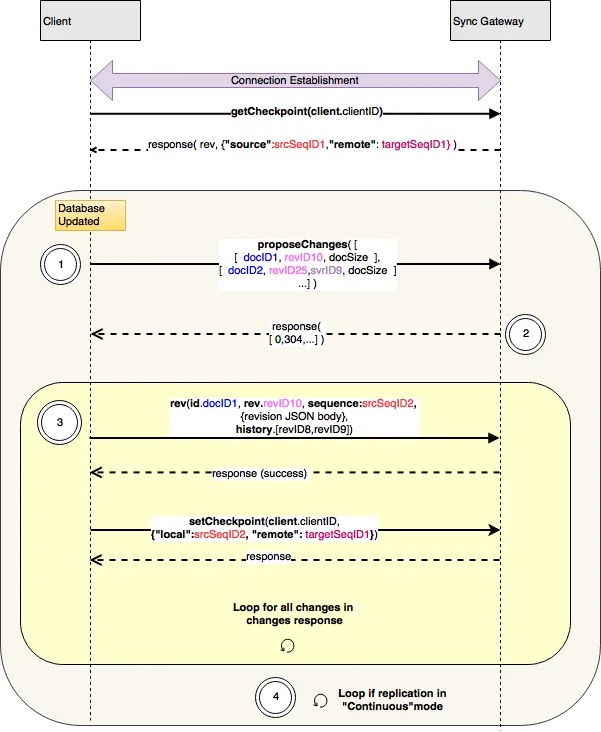 Client
Sync Gateway
Connection Establishment
getCheckpoint(client.clientID)
response( rev, {"source":srcSeqID1,"remote": targetSeqID1} )
Database
Updated
1
proposeChanges( [
[ docID1, revID10, docSize ],
[ docID2, revID25,svrID9, docSize ]
...] )
2
response(
[ 0,304,...] )
3
rev(id.docID1, rev.revID10, sequence:srcSeqID2,
{revision JSON body},
history.[revID8,revID9])
response (success)
setCheckpoint(client.clientID,
{"local":srcSeqID2, "remote": targetSeqID1})
response
Loop for all changes in
changes response
4
Loop if replication in
"Continuous"mode